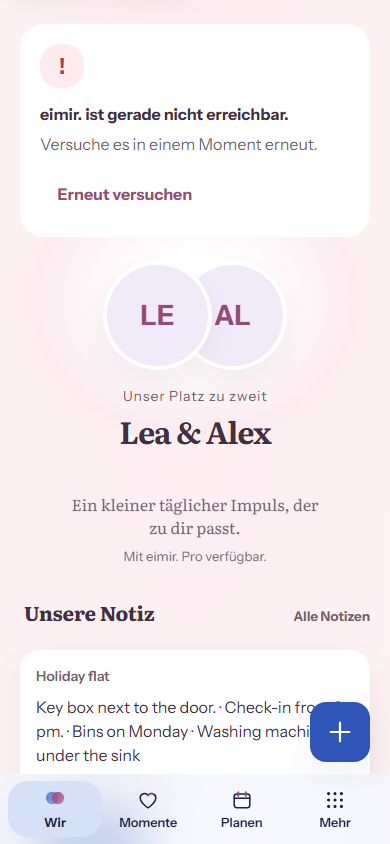 !
eimir. ist gerade nicht erreichbar.
Versuche es in einem Moment erneut.
Erneut versuchen
LE AL
Unser Platz zu zweit
Lea & Alex
Ein kleiner täglicher Impuls, der
zu dir passt.
Mit eimir. Pro verfügbar.
Unsere Notiz Alle Notizen
Holiday flat
Key box next to the door. · Check-in
pm. · Bins on Monday · Washing
under the sink
Wir Momente Planen Mehr